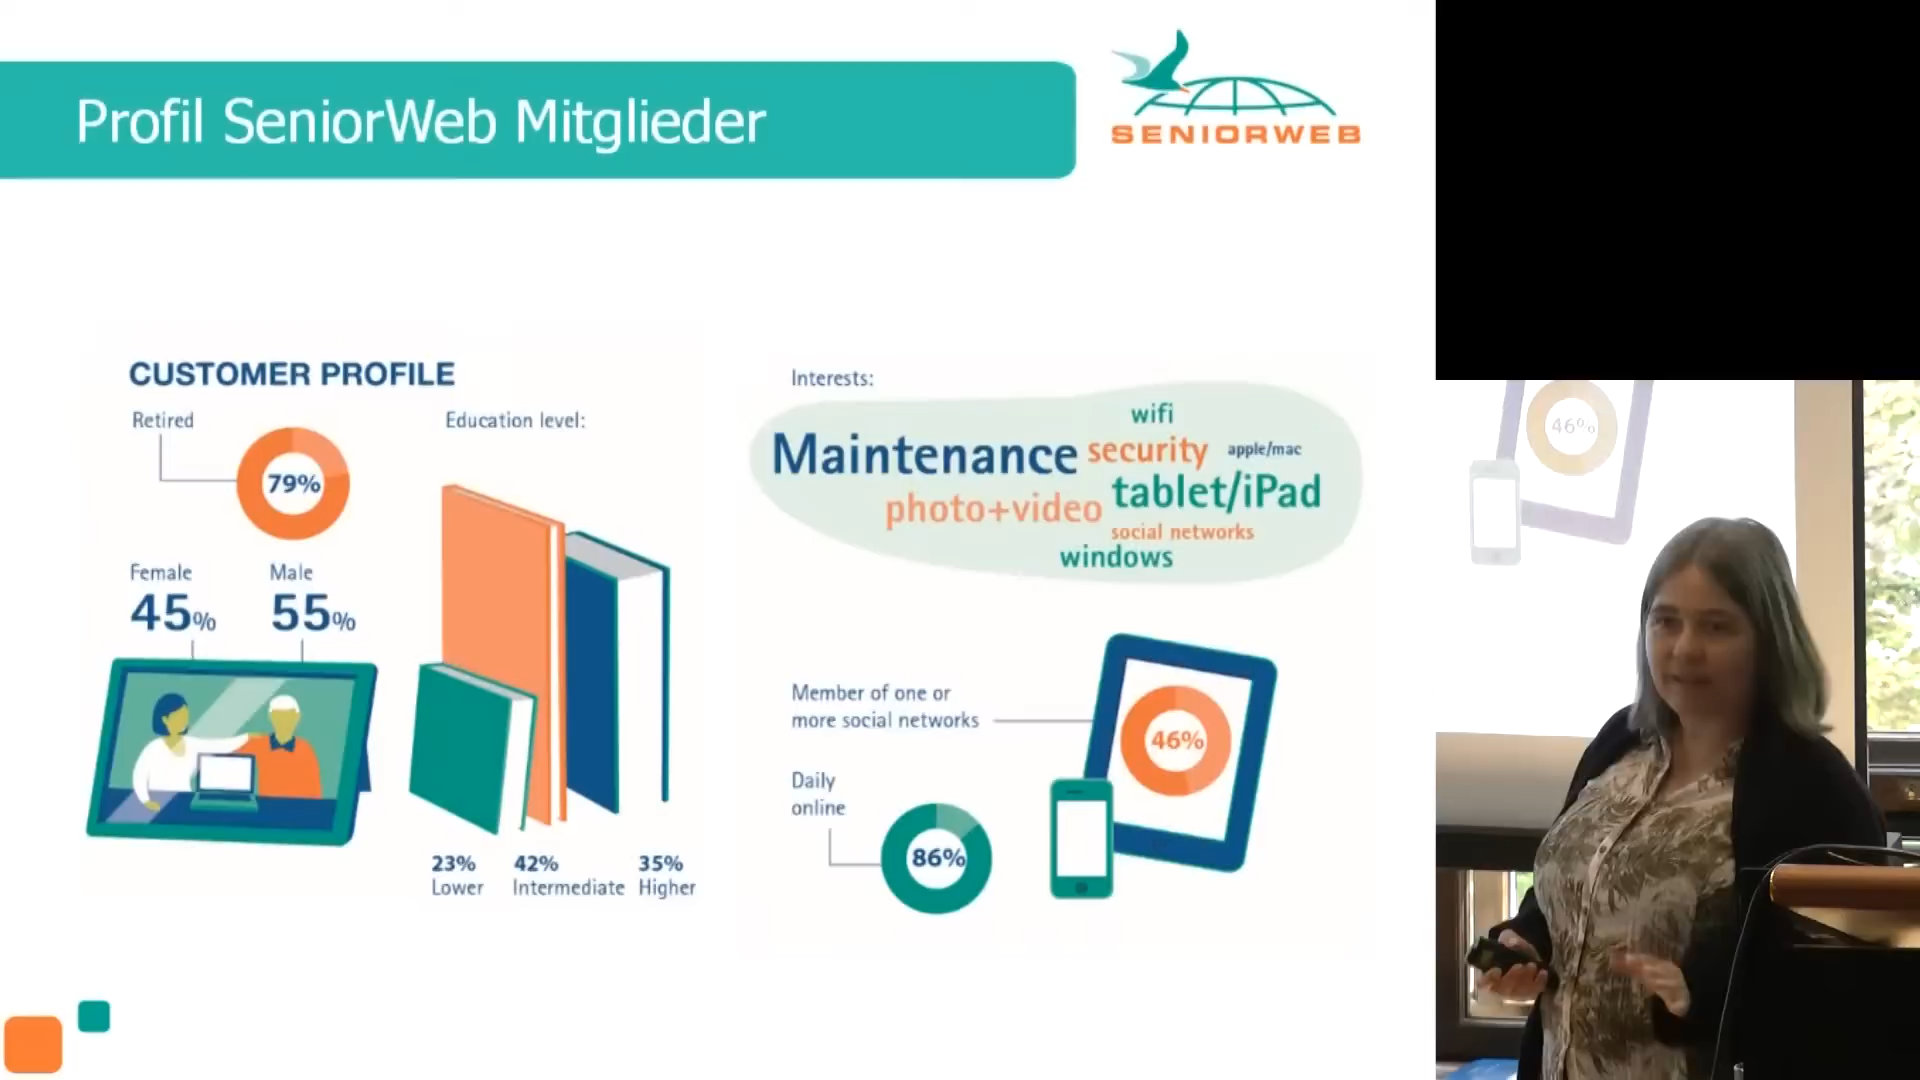 Profil SeniorWeb Mitglieder
SENIORWEB
CUSTOMER PROFILE
Retired
79%
Education level:
Female
45%
Male
55%
23%
Lower
42%
Intermediate
35%
Higher
Interests:
wifi
Maintenance
security
apple/mac
photo+video
tablet/iPad
social networks
windows
Member of one or
more social networks
46%
Daily
online
86%
46%